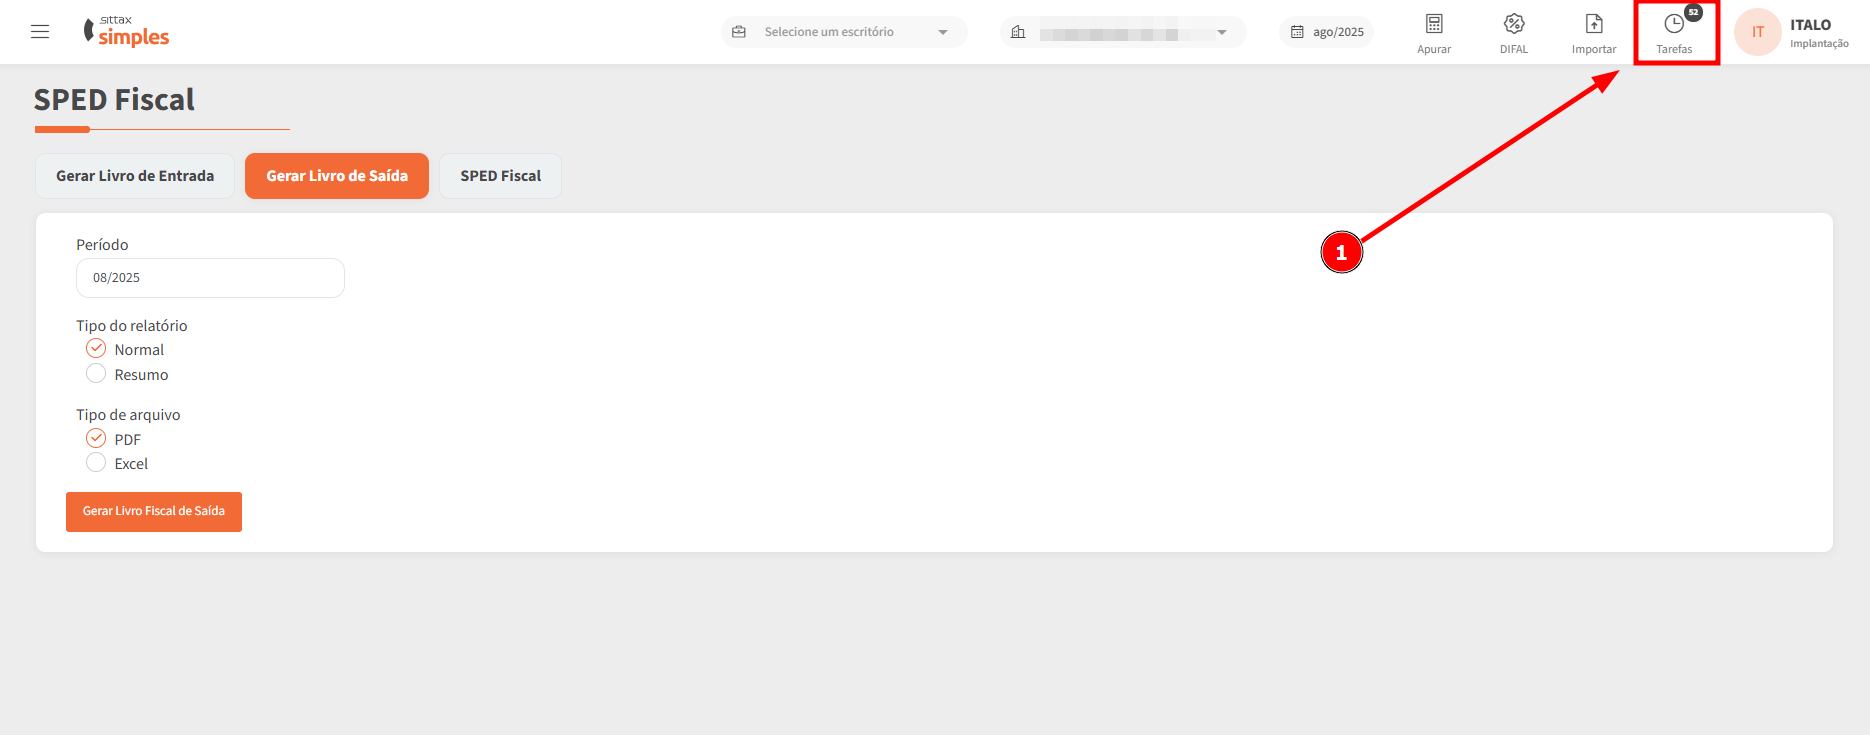 sittax
simples
Selecione um escritório
ago/2025
Apurar
DIFAL
Importar
52
Tarefas
IT
ITALO
Implantação
SPED Fiscal
Gerar Livro de Entrada
Gerar Livro de Saída
SPED Fiscal
1
Período
08/2025
Tipo do relatório
Normal
Resumo
Tipo de arquivo
PDF
Excel
Gerar Livro Fiscal de Saída